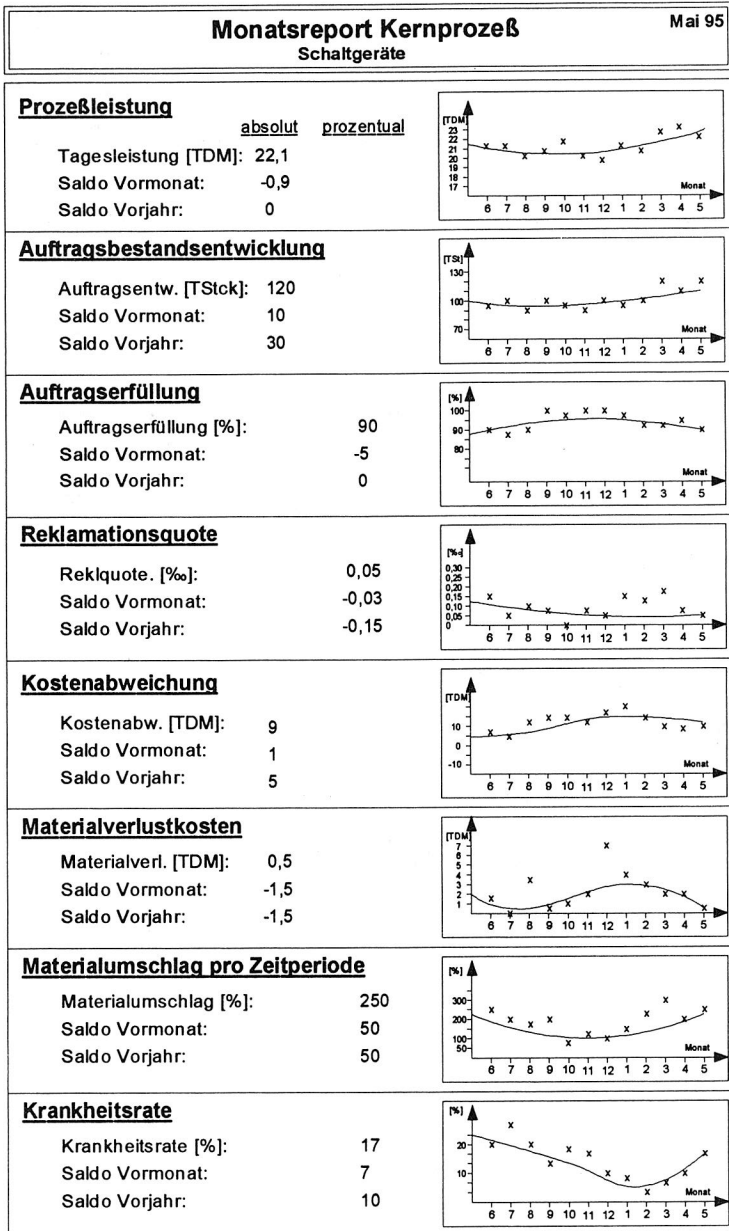 Monatsreport Kernprozeß
Mai 95
Schaltgeräte
Prozeßleistung
absolut prozentual
Tagesleistung [TDM]: 22,1
Saldo Vormonat: -0,9
Saldo Vorjahr: 0
[TDM]
23
22
21
20
19
18
17
Monat
6 7 8 9 10 11 12 1 2 3 4 5
Auftragsbestandsentwicklung
Auftragsentw. [TStck]: 120
Saldo Vormonat: 10
Saldo Vorjahr: 30
[TSt]
130
100
70
Monat
6 7 8 9 10 11 12 1 2 3 4 5
Auftragserfüllung
Auftragserfüllung [%]: 90
Saldo Vormonat: -5
Saldo Vorjahr: 0
[%]
100
90
80
Monat
6 7 8 9 10 11 12 1 2 3 4 5
Reklamationsquote
Reklquote. [‰]: 0,05
Saldo Vormonat: -0,03
Saldo Vorjahr: -0,15
[‰]
0,30
0,25
0,20
0,15
0,10
0,05
0
6 7 8 9 10 11 12 1 2 3 4 5
Kostenabweichung
Kostenabw. [TDM]: 9
Saldo Vormonat: 1
Saldo Vorjahr: 5
[TDM]
10
0
-10
Monat
6 7 8 9 10 11 12 1 2 3 4 5
Materialverlustkosten
Materialverl. [TDM]: 0,5
Saldo Vormonat: -1,5
Saldo Vorjahr: -1,5
[TDM]
7
6
5
4
3
2
1
6 7 8 9 10 11 12 1 2 3 4 5
Materialumschlag pro Zeitperiode
Materialumschlag [%]: 250
Saldo Vormonat: 50
Saldo Vorjahr: 50
[%]
300
200
100
50
Monat
6 7 8 9 10 11 12 1 2 3 4 5
Krankheitsrate
Krankheitsrate [%]: 17
Saldo Vormonat: 7
Saldo Vorjahr: 10
[%]
20
10
Monat
6 7 8 9 10 11 12 1 2 3 4 5